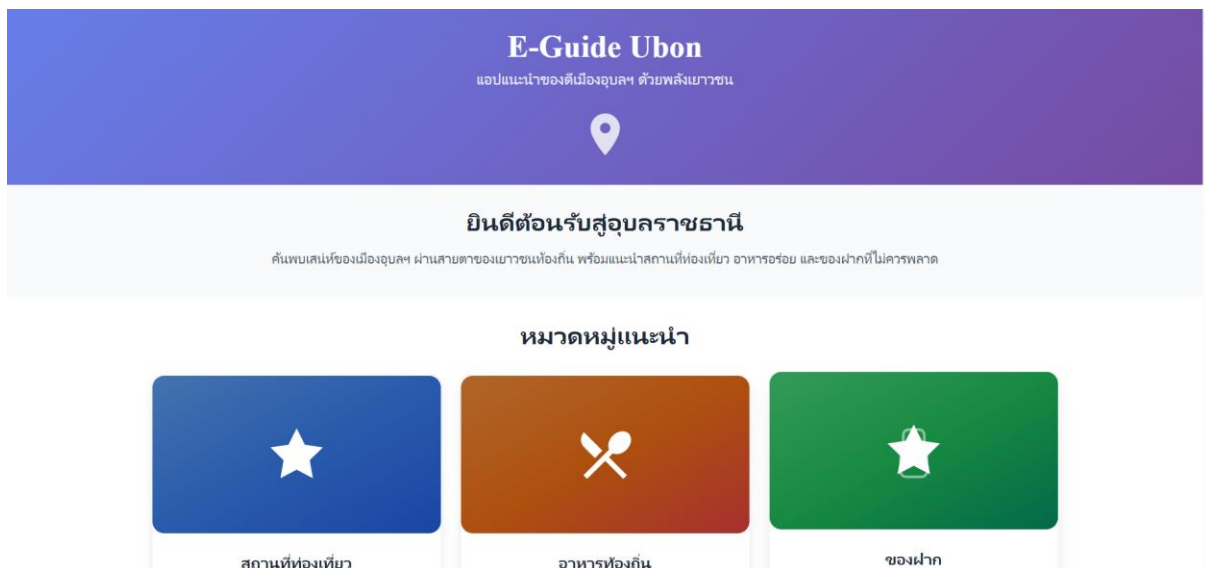 E-Guide Ubon
แอปแนะนำของดีเมืองอุบลฯ ด้วยพลังเยาวชน
ยินดีต้อนรับสู่อุบลราชธานี
ค้นพบเสน่ห์ของเมืองอุบลฯ ผ่านสายตาของเยาวชนท้องถิ่น พร้อมแนะนำสถานที่ท่องเที่ยว อาหารอร่อย และของฝากที่ไม่ควรพลาด
หมวดหมู่แนะนำ
สถานที่ท่องเที่ยว
อาหารท้องถิ่น
ของฝาก